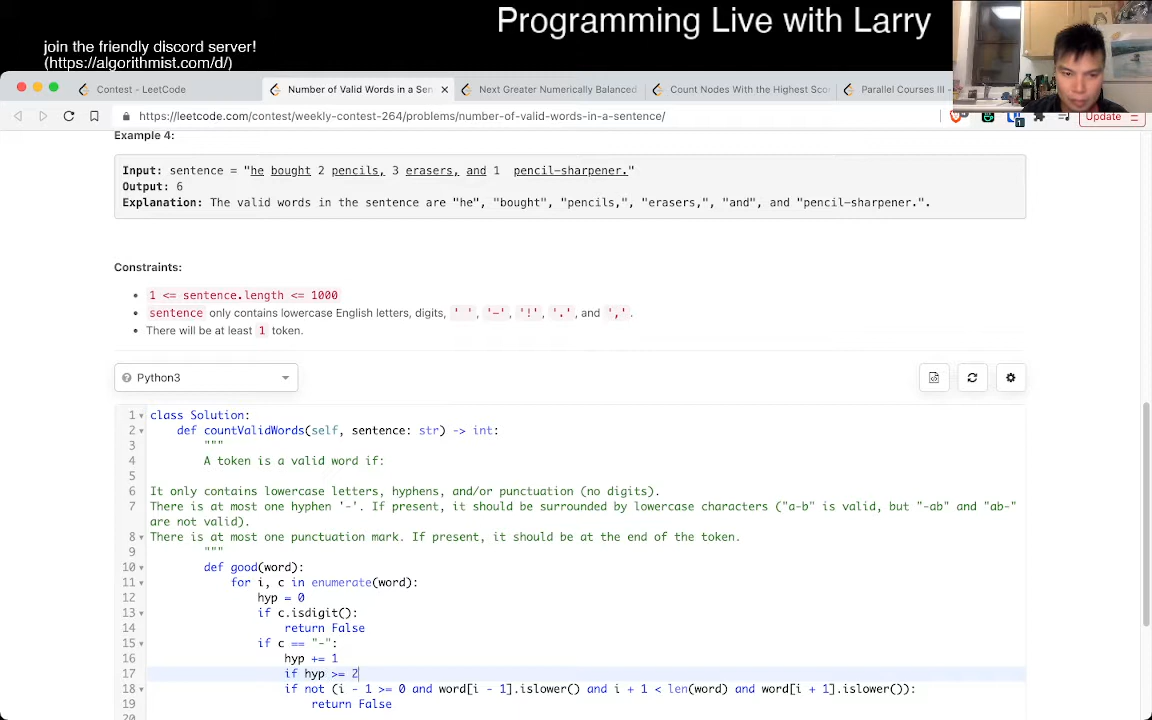 Programming Live with Larry
join the friendly discord server!
(https://algorithmist.com/d/)
Contest - LeetCode
Number of Valid Words in a Sen
Next Greater Numerically Balanced
Count Nodes With the Highest Sco
Parallel Courses III -
https://leetcode.com/contest/weekly-contest-264/problems/number-of-valid-words-in-a-sentence/
Update
Example 4:
Input: sentence = "he bought 2 pencils, 3 erasers, and 1  pencil-sharpener."
Output: 6
Explanation: The valid words in the sentence are "he", "bought", "pencils,", "erasers,", "and", and "pencil-sharpener.".
Constraints:
1 <= sentence.length <= 1000
sentence only contains lowercase English letters, digits, ' ', '-', '!', '.', and ','.
There will be at least 1 token.
Python3
1 class Solution:
2 def countValidWords(self, sentence: str) -> int:
3 """
4 A token is a valid word if:
5
6 It only contains lowercase letters, hyphens, and/or punctuation (no digits).
7 There is at most one hyphen '-'. If present, it should be surrounded by lowercase characters ("a-b" is valid, but "-ab" and "ab-"
are not valid).
8 There is at most one punctuation mark. If present, it should be at the end of the token.
9 """
10 def good(word):
11 for i, c in enumerate(word):
12 hyp = 0
13 if c.isdigit():
14 return False
15 if c == "-":
16 hyp += 1
17 if hyp >= 2
18 if not (i - 1 >= 0 and word[i - 1].islower() and i + 1 < len(word) and word[i + 1].islower()):
19 return False
20